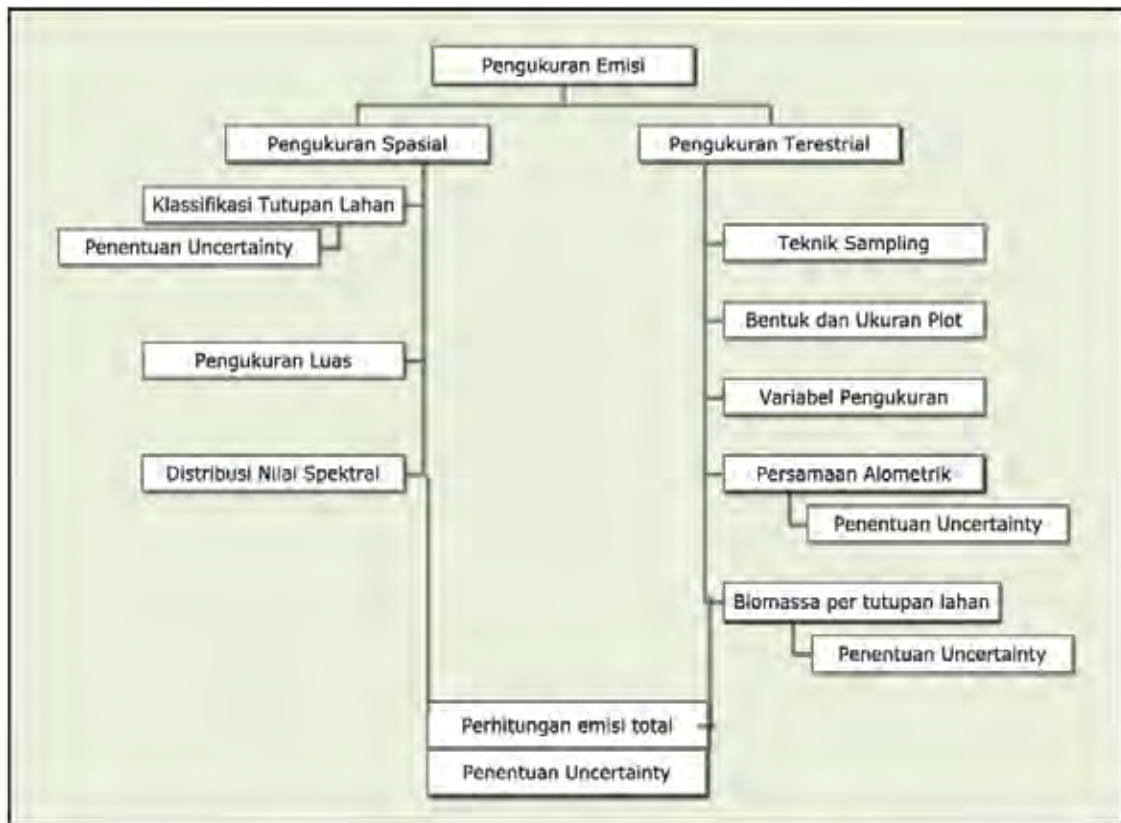 Pengukuran Emisi
Pengukuran Spasial
Klassifikasi Tutupan Lahan
Penentuan Uncertainty
Pengukuran Luas
Distribusi Nilai Spektral
Pengukuran Terestrial
Teknik Sampling
Bentuk dan Ukuran Plot
Variabel Pengukuran
Persamaan Alometrik
Penentuan Uncertainty
Biomassa per tutupan lahan
Penentuan Uncertainty
Perhitungan emisi total
Penentuan Uncertainty